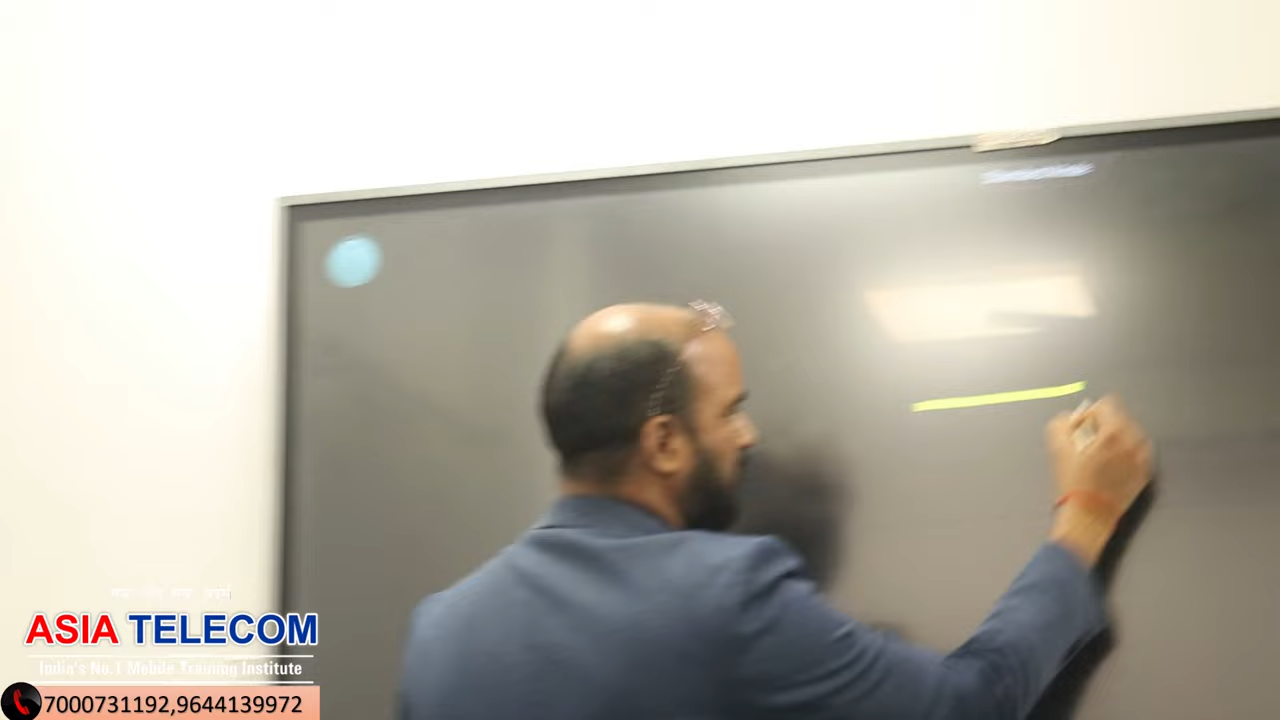 ASIA TELECOM
India's No.1 Mobile Training Institute
7000731192,9644139972